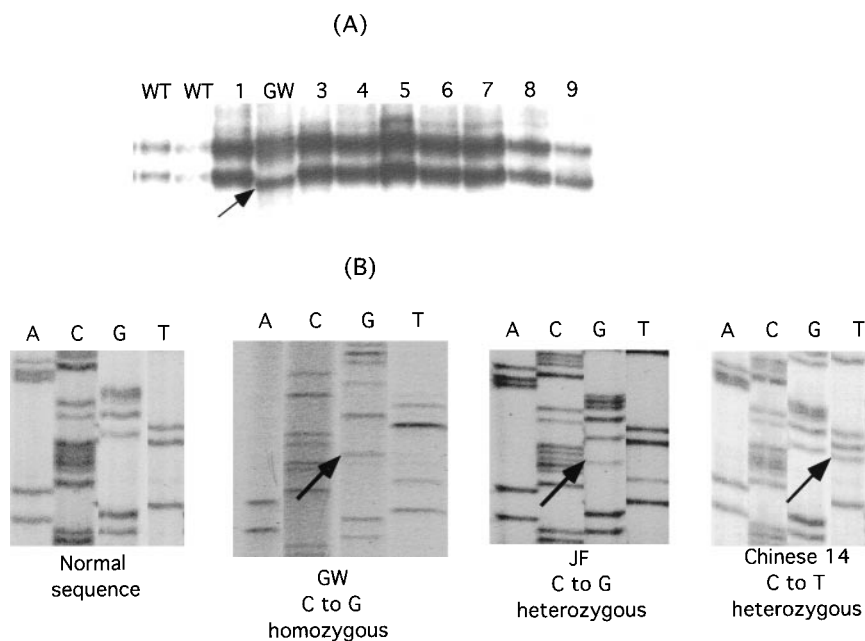 (A)
WT WT 1 GW 3 4 5 6 7 8 9
(B)
A C G T
A C G T
A C G T
A C G T
Normal
sequence
GW
C to G
homozygous
JF
C to G
heterozygous
Chinese 14
C to T
heterozygous